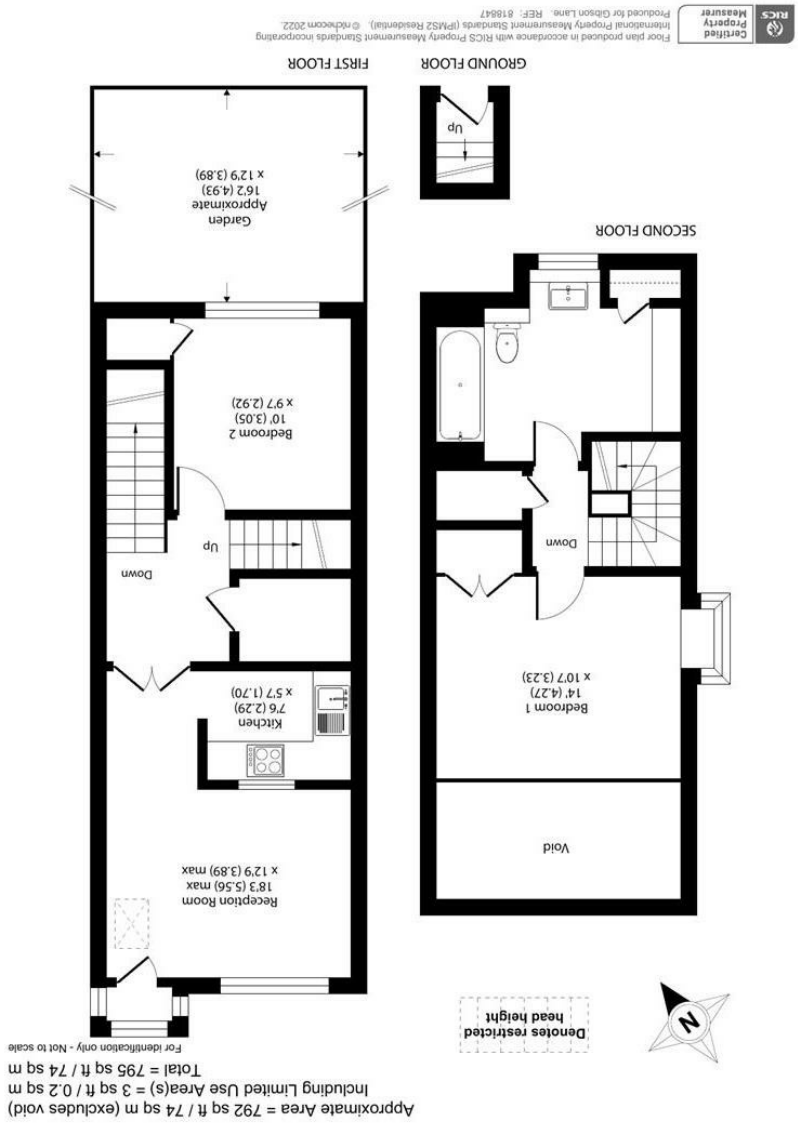 Approximate Area = 792 sq ft / 74 sq m (excludes void)
Including Limited Use Area(s) = 3 sq ft / 0.2 sq m
Total = 795 sq ft / 74 sq m
For identification only - Not to scale
N
Denotes restricted
head height
Reception Room
18'3 (5.56) max
x 12'9 (3.89) max
Kitchen
7'6 (2.29)
x 5'7 (1.70)
Down
Up
Bedroom 2
10' (3.05)
x 9'7 (2.92)
Garden
Approximate
16'2 (4.93)
x 12'9 (3.89)
FIRST FLOOR
Void
Bedroom 1
14' (4.27)
x 10'7 (3.23)
Down
SECOND FLOOR
Up
GROUND FLOOR
RICS
Certified
Property
Measurer
Floor plan produced in accordance with RICS Property Measurement Standards incorporating
International Property Measurement Standards (IPMS2 Residential). © nichecom 2022.
Produced for Gibson Lane. REF: 818847